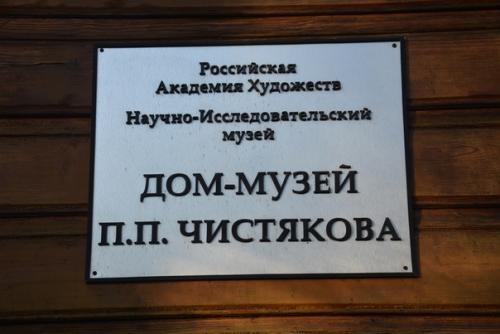 Российская
Академия Художеств
Научно-Исследовательский
музей
ДОМ-МУЗЕЙ
П.П. ЧИСТЯКОВА